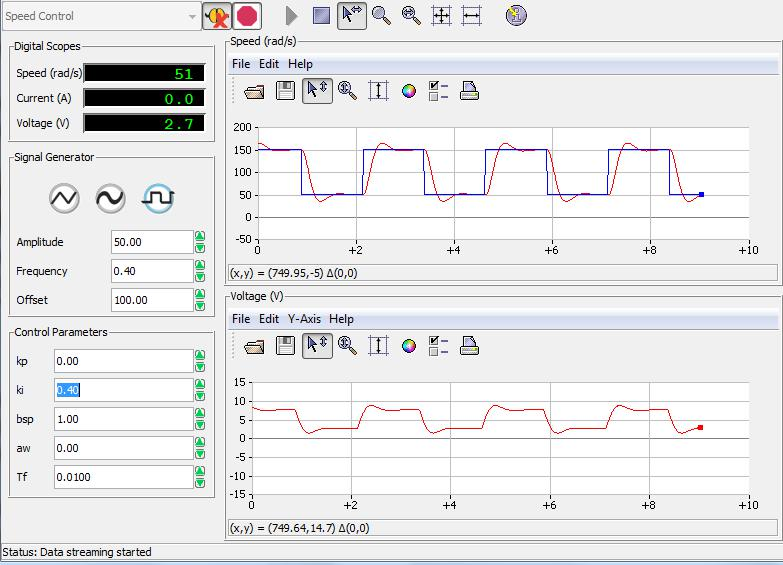 Speed Control
Digital Scopes
Speed (rad/s) 51
Current (A) 0.0
Voltage (V) 2.7
Signal Generator
Amplitude 50.00
Frequency 0.40
Offset 100.00
Control Parameters
kp 0.00
ki 0.40
bsp 1.00
aw 0.00
Tf 0.0100
Speed (rad/s)
File Edit Help
200
150
100
50
0
-50
0 +2 +4 +6 +8 +10
(x,y) = (749.95,-5) Δ(0,0)
Voltage (V)
File Edit Y-Axis Help
15
10
5
0
-5
-10
-15
0 +2 +4 +6 +8 +10
(x,y) = (749.64,14.7) Δ(0,0)
Status: Data streaming started